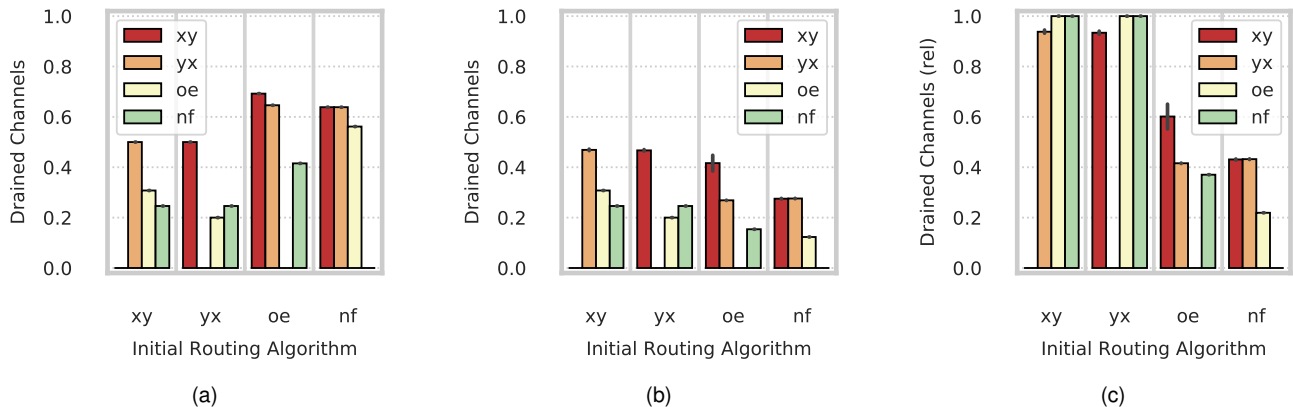 Drained Channels
1.0
0.8
0.6
0.4
0.2
0.0
xy
yx
oe
nf
xy yx oe nf
Initial Routing Algorithm
(a)
Drained Channels
1.0
0.8
0.6
0.4
0.2
0.0
xy
yx
oe
nf
xy yx oe nf
Initial Routing Algorithm
(b)
Drained Channels (rel)
1.0
0.8
0.6
0.4
0.2
0.0
xy
yx
oe
nf
xy yx oe nf
Initial Routing Algorithm
(c)